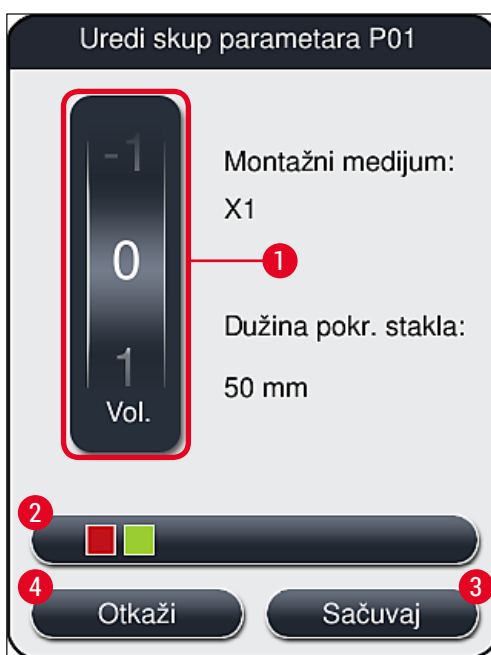 Uredi skup parametara P01
-1
0
1
Vol.
1
Montažni medijum:
X1
Dužina pokr. stakla:
50 mm
2
4
Otkaži
3
Sačuvaj